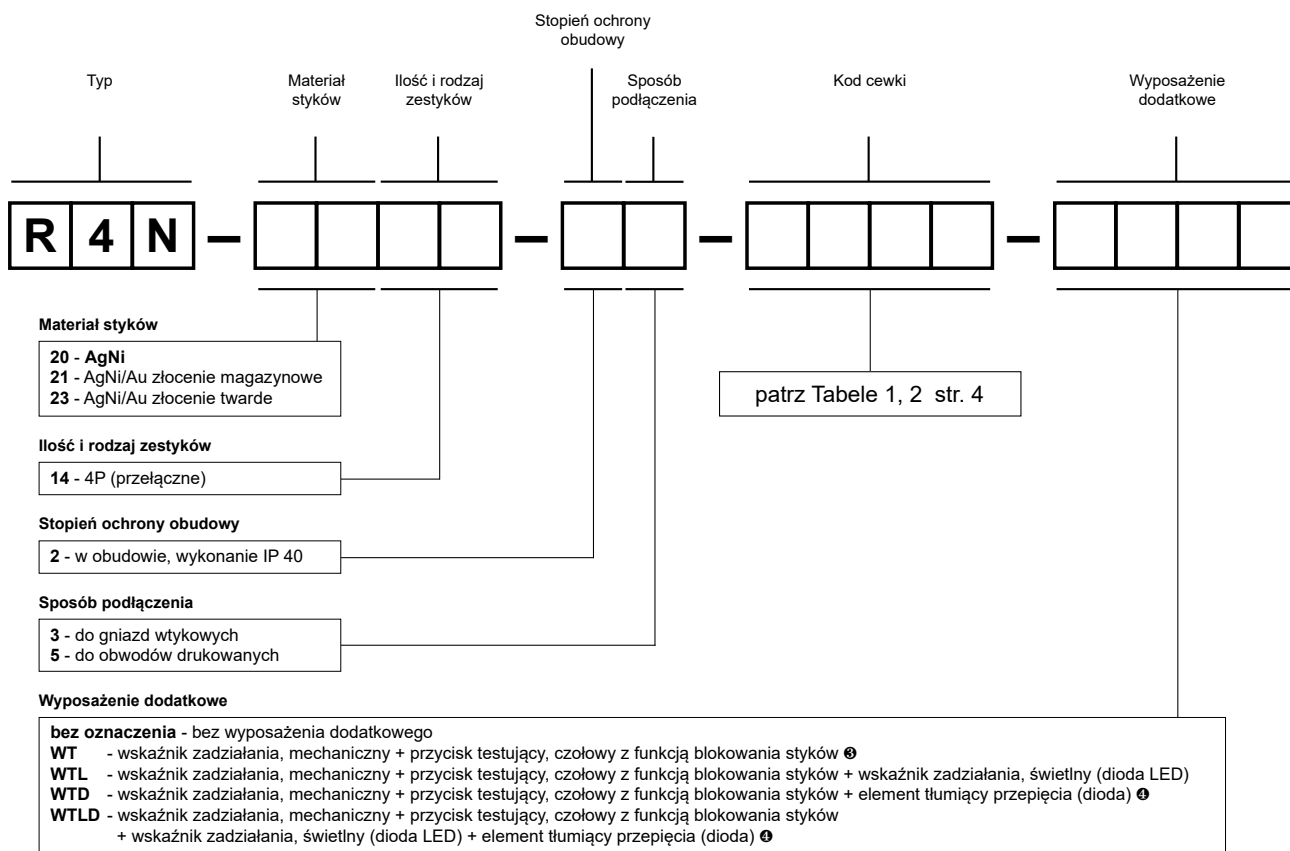 Stopień ochrony
obudowy
Typ
Materiał
styków
Ilość i rodzaj
zestyków
Sposób
podłączenia
Kod cewki
Wyposażenie
dodatkowe
R 4 N – – – –
Materiał styków
20 - AgNi
21 - AgNi/Au złocenie magazynowe
23 - AgNi/Au złocenie twarde
patrz Tabele 1, 2 str. 4
Ilość i rodzaj zestyków
14 - 4P (przełączne)
Stopień ochrony obudowy
2 - w obudowie, wykonanie IP 40
Sposób podłączenia
3 - do gniazd wtykowych
5 - do obwodów drukowanych
Wyposażenie dodatkowe
bez oznaczenia - bez wyposażenia dodatkowego
WT - wskaźnik zadziałania, mechaniczny + przycisk testujący, czołowy z funkcją blokowania styków ❸
WTL - wskaźnik zadziałania, mechaniczny + przycisk testujący, czołowy z funkcją blokowania styków + wskaźnik zadziałania, świetlny (dioda LED)
WTD - wskaźnik zadziałania, mechaniczny + przycisk testujący, czołowy z funkcją blokowania styków + element tłumiący przepięcia (dioda) ❹
WTLD - wskaźnik zadziałania, mechaniczny + przycisk testujący, czołowy z funkcją blokowania styków
+ wskaźnik zadziałania, świetlny (dioda LED) + element tłumiący przepięcia (dioda) ❹